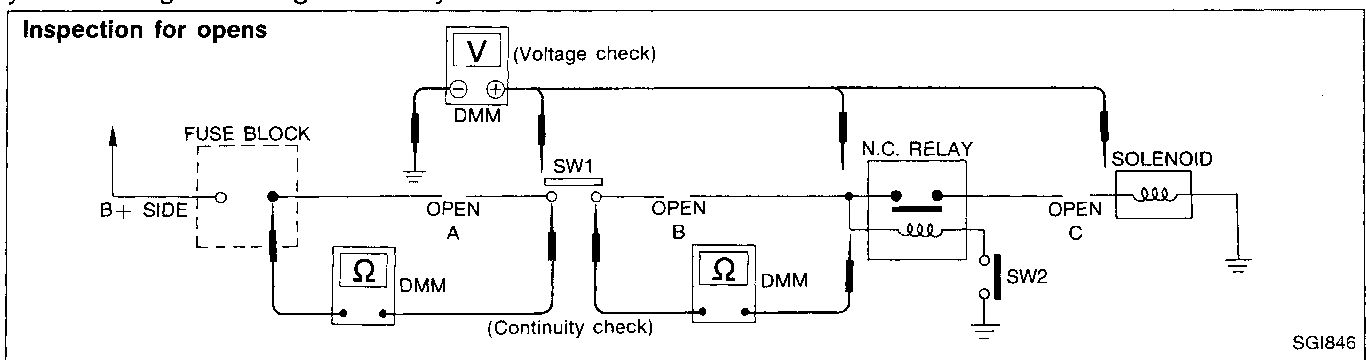 Inspection for opens
V
(Voltage check)
− +
DMM
FUSE BLOCK
N.C. RELAY
SW1
SOLENOID
B+ SIDE
OPEN
A
OPEN
B
OPEN
C
Ω
DMM
Ω
DMM
SW2
(Continuity check)
SGI846